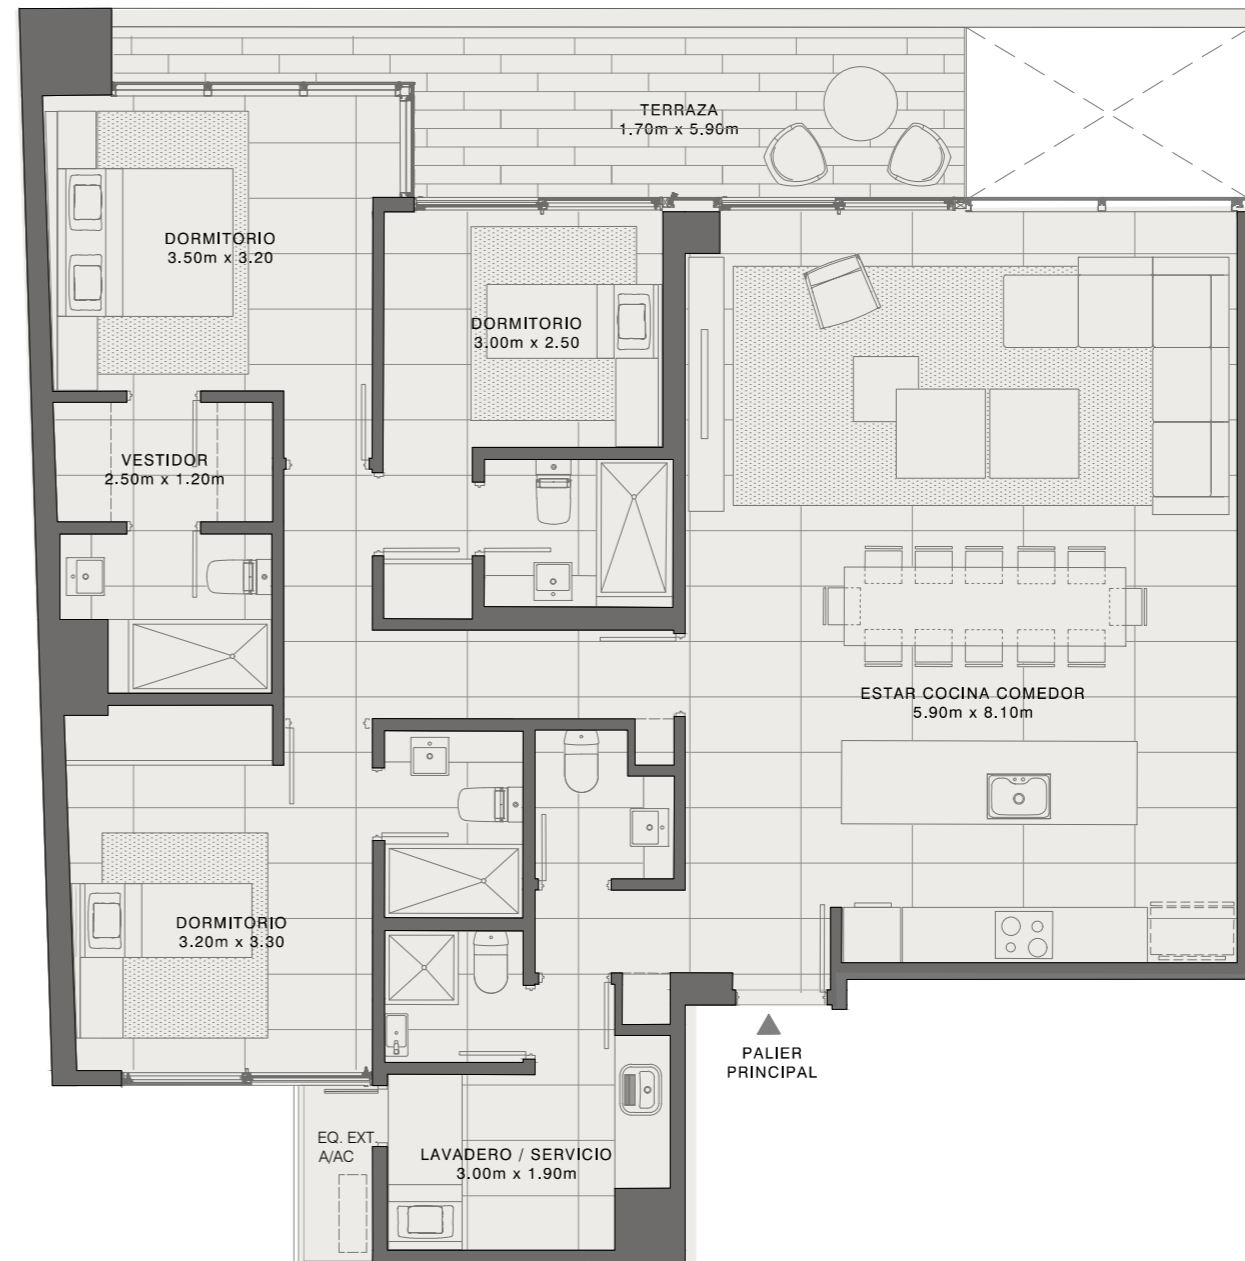 TERRAZA
1.70m x 5.90m
DORMITORIO
3.50m x 3.20
DORMITORIO
3.00m x 2.50
VESTIDOR
2.50m x 1.20m
ESTAR COCINA COMEDOR
5.90m x 8.10m
DORMITORIO
3.20m x 3.30
PALIER
PRINCIPAL
EQ. EXT.
A/AC
LAVADERO / SERVICIO
3.00m x 1.90m